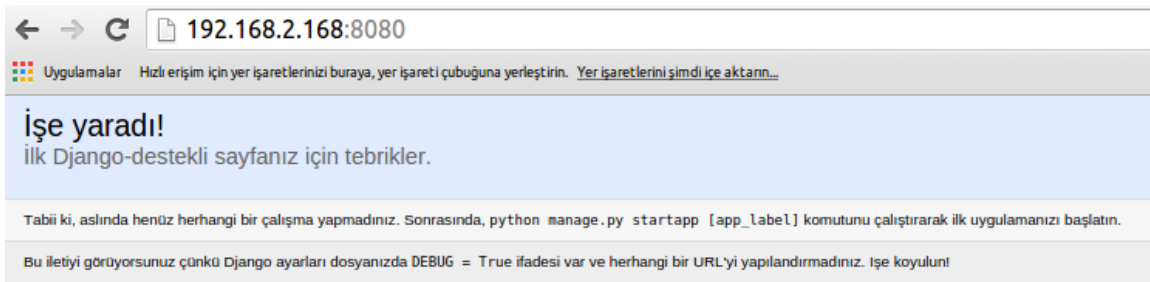 192.168.2.168:8080
Uygulamalar Hızlı erişim için yer işaretlerinizi buraya, yer işareti çubuğuna yerleştirin. Yer işaretlerini şimdi içe aktarın...
İşe yaradı!
İlk Django-destekli sayfanız için tebrikler.
Tabii ki, aslında henüz herhangi bir çalışma yapmadınız. Sonrasında, python manage.py startapp [app_label] komutunu çalıştırarak ilk uygulamanızı başlatın.
Bu iletiyi görüyorsunuz çünkü Django ayarları dosyanızda DEBUG = True ifadesi var ve herhangi bir URL'yi yapılandırmadınız. Işe koyulun!